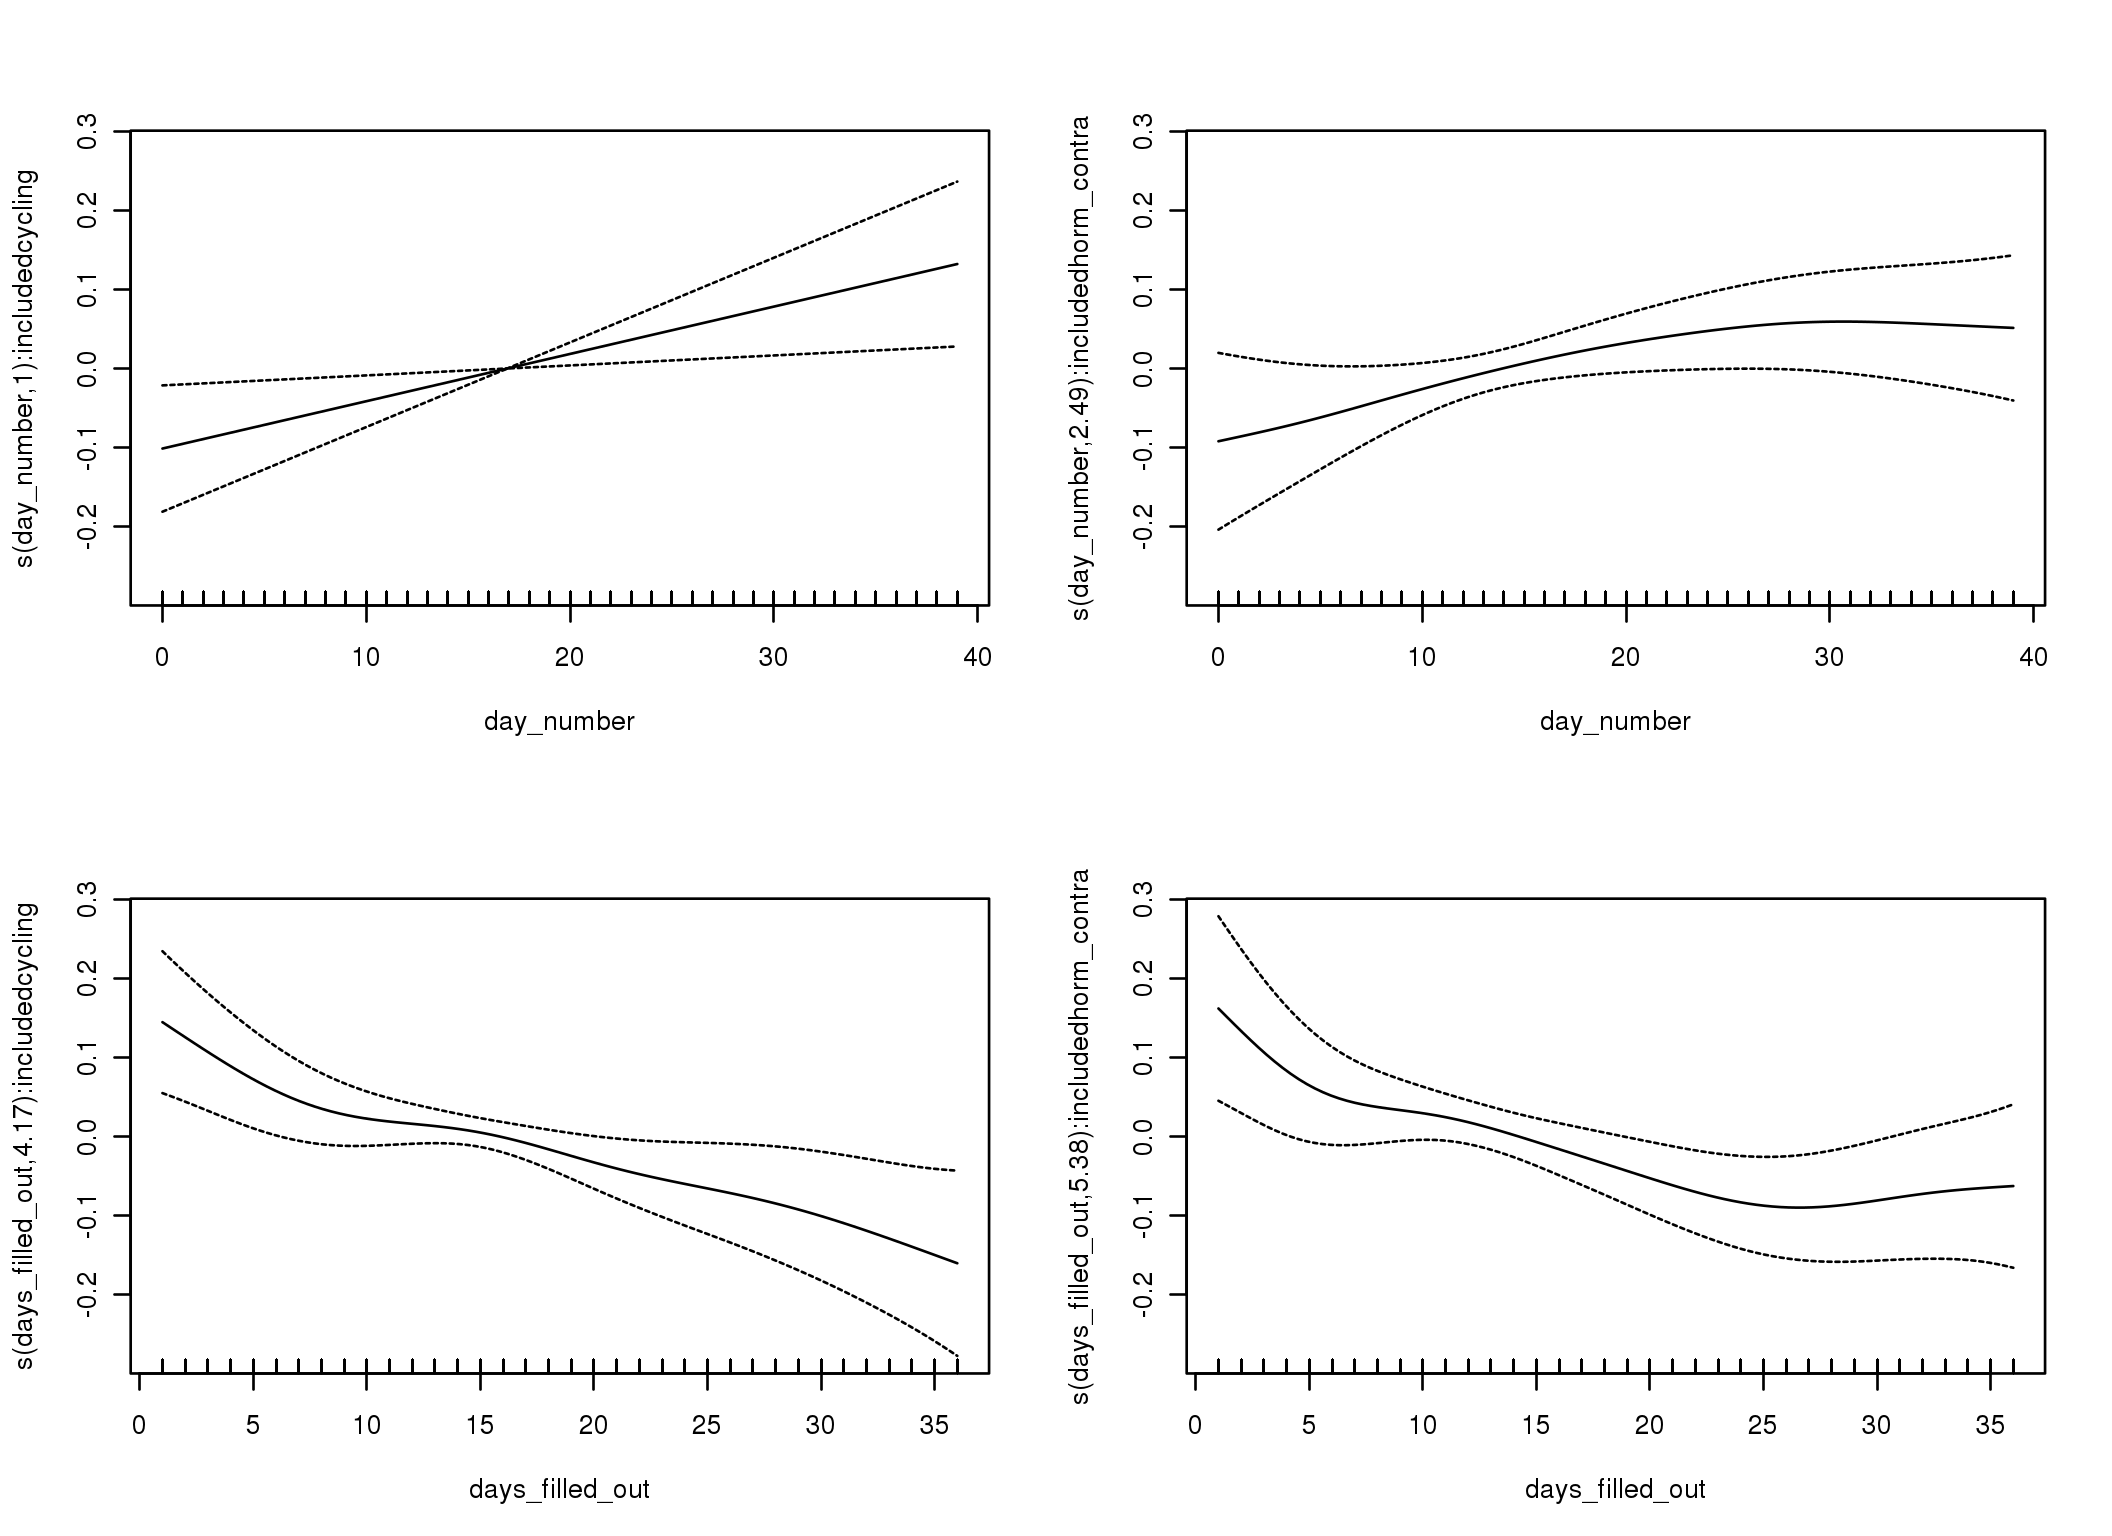 s(day_number,1):includedcycling
0.3
0.2
0.1
0.0
-0.1
-0.2
0 10 20 30 40
day_number
s(day_number,2.49):includedhorm_contra
0.3
0.2
0.1
0.0
-0.1
-0.2
0 10 20 30 40
day_number
s(days_filled_out,4.17):includedcycling
0.3
0.2
0.1
0.0
-0.1
-0.2
0 5 10 15 20 25 30 35
days_filled_out
s(days_filled_out,5.38):includedhorm_contra
0.3
0.2
0.1
0.0
-0.1
-0.2
0 5 10 15 20 25 30 35
days_filled_out